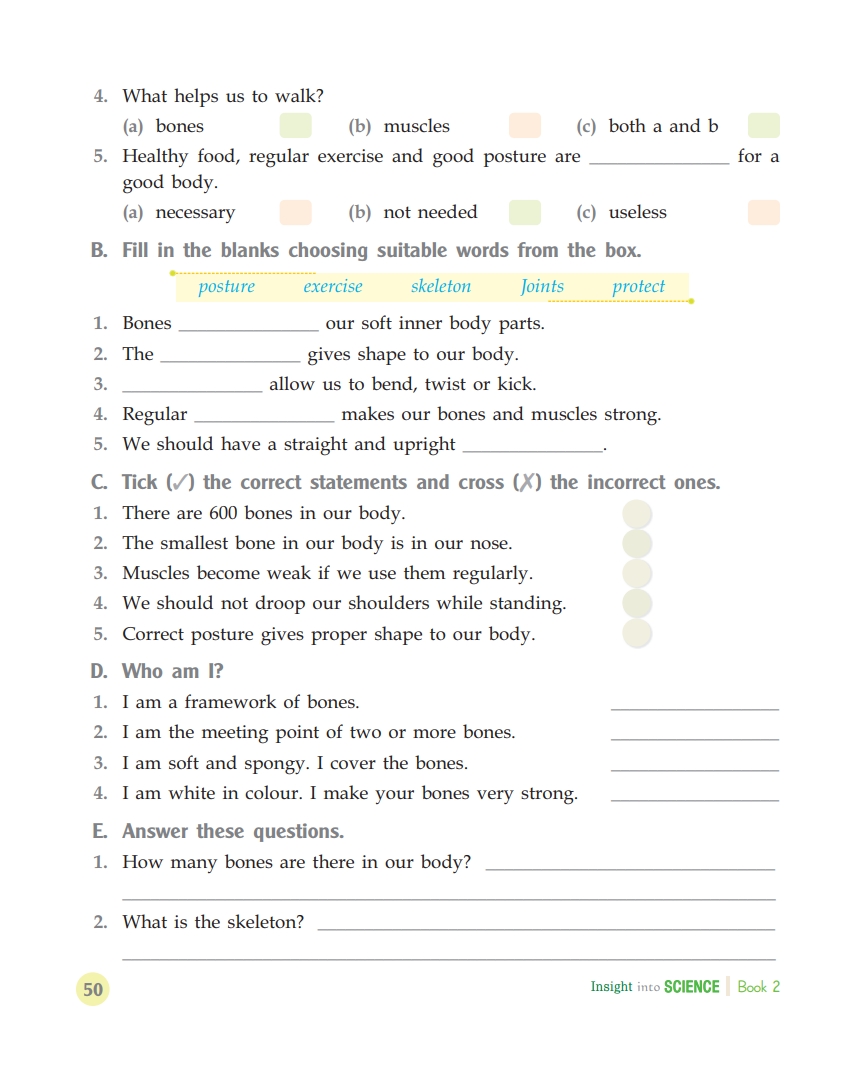 4. What helps us to walk?
(a) bones (b) muscles (c) both a and b
5. Healthy food, regular exercise and good posture are ______________ for a
good body.
(a) necessary (b) not needed (c) useless
B. Fill in the blanks choosing suitable words from the box.
posture exercise skeleton Joints protect
1. Bones ______________ our soft inner body parts.
2. The ______________ gives shape to our body.
3. ______________ allow us to bend, twist or kick.
4. Regular ______________ makes our bones and muscles strong.
5. We should have a straight and upright ______________.
C. Tick (✓) the correct statements and cross (✗) the incorrect ones.
1. There are 600 bones in our body.
2. The smallest bone in our body is in our nose.
3. Muscles become weak if we use them regularly.
4. We should not droop our shoulders while standing.
5. Correct posture gives proper shape to our body.
D. Who am I?
1. I am a framework of bones. ______________
2. I am the meeting point of two or more bones. ______________
3. I am soft and spongy. I cover the bones. ______________
4. I am white in colour. I make your bones very strong. ______________
E. Answer these questions.
1. How many bones are there in our body? ______________
2. What is the skeleton? ______________
50 Insight into SCIENCE Book 2